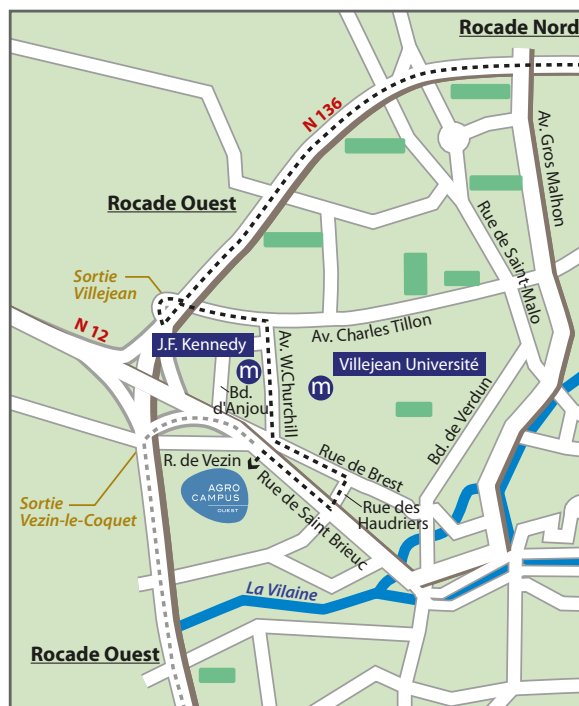 Rocade Nord
N 136
Av. Gros Malhon
Rocade Ouest
Rue de Saint-Malo
Sortie
Villejean
N 12
Av. Charles Tillon
J.F. Kennedy
Av. W.Churchill
Villejean Université
m
m
Bd.
d'Anjou
Bd. de Verdun
R. de Vezin
Rue de Brest
AGRO
CAMPUS
OUEST
Sortie
Vezin-le-Coquet
Rue des
Haudriers
Rue de Saint Brieuc
La Vilaine
Rocade Ouest